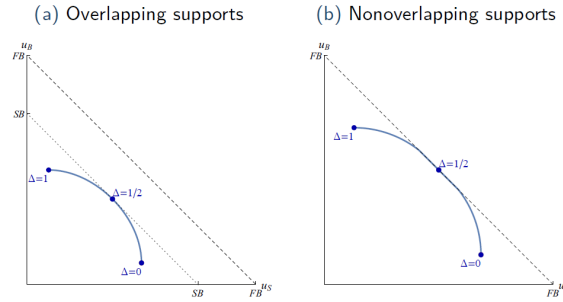 (a) Overlapping supports
u_B
FB
SB
Δ=1
Δ=1/2
Δ=0
SB
FB
u_S
(b) Nonoverlapping supports
u_B
FB
Δ=1
Δ=1/2
Δ=0
FB
u